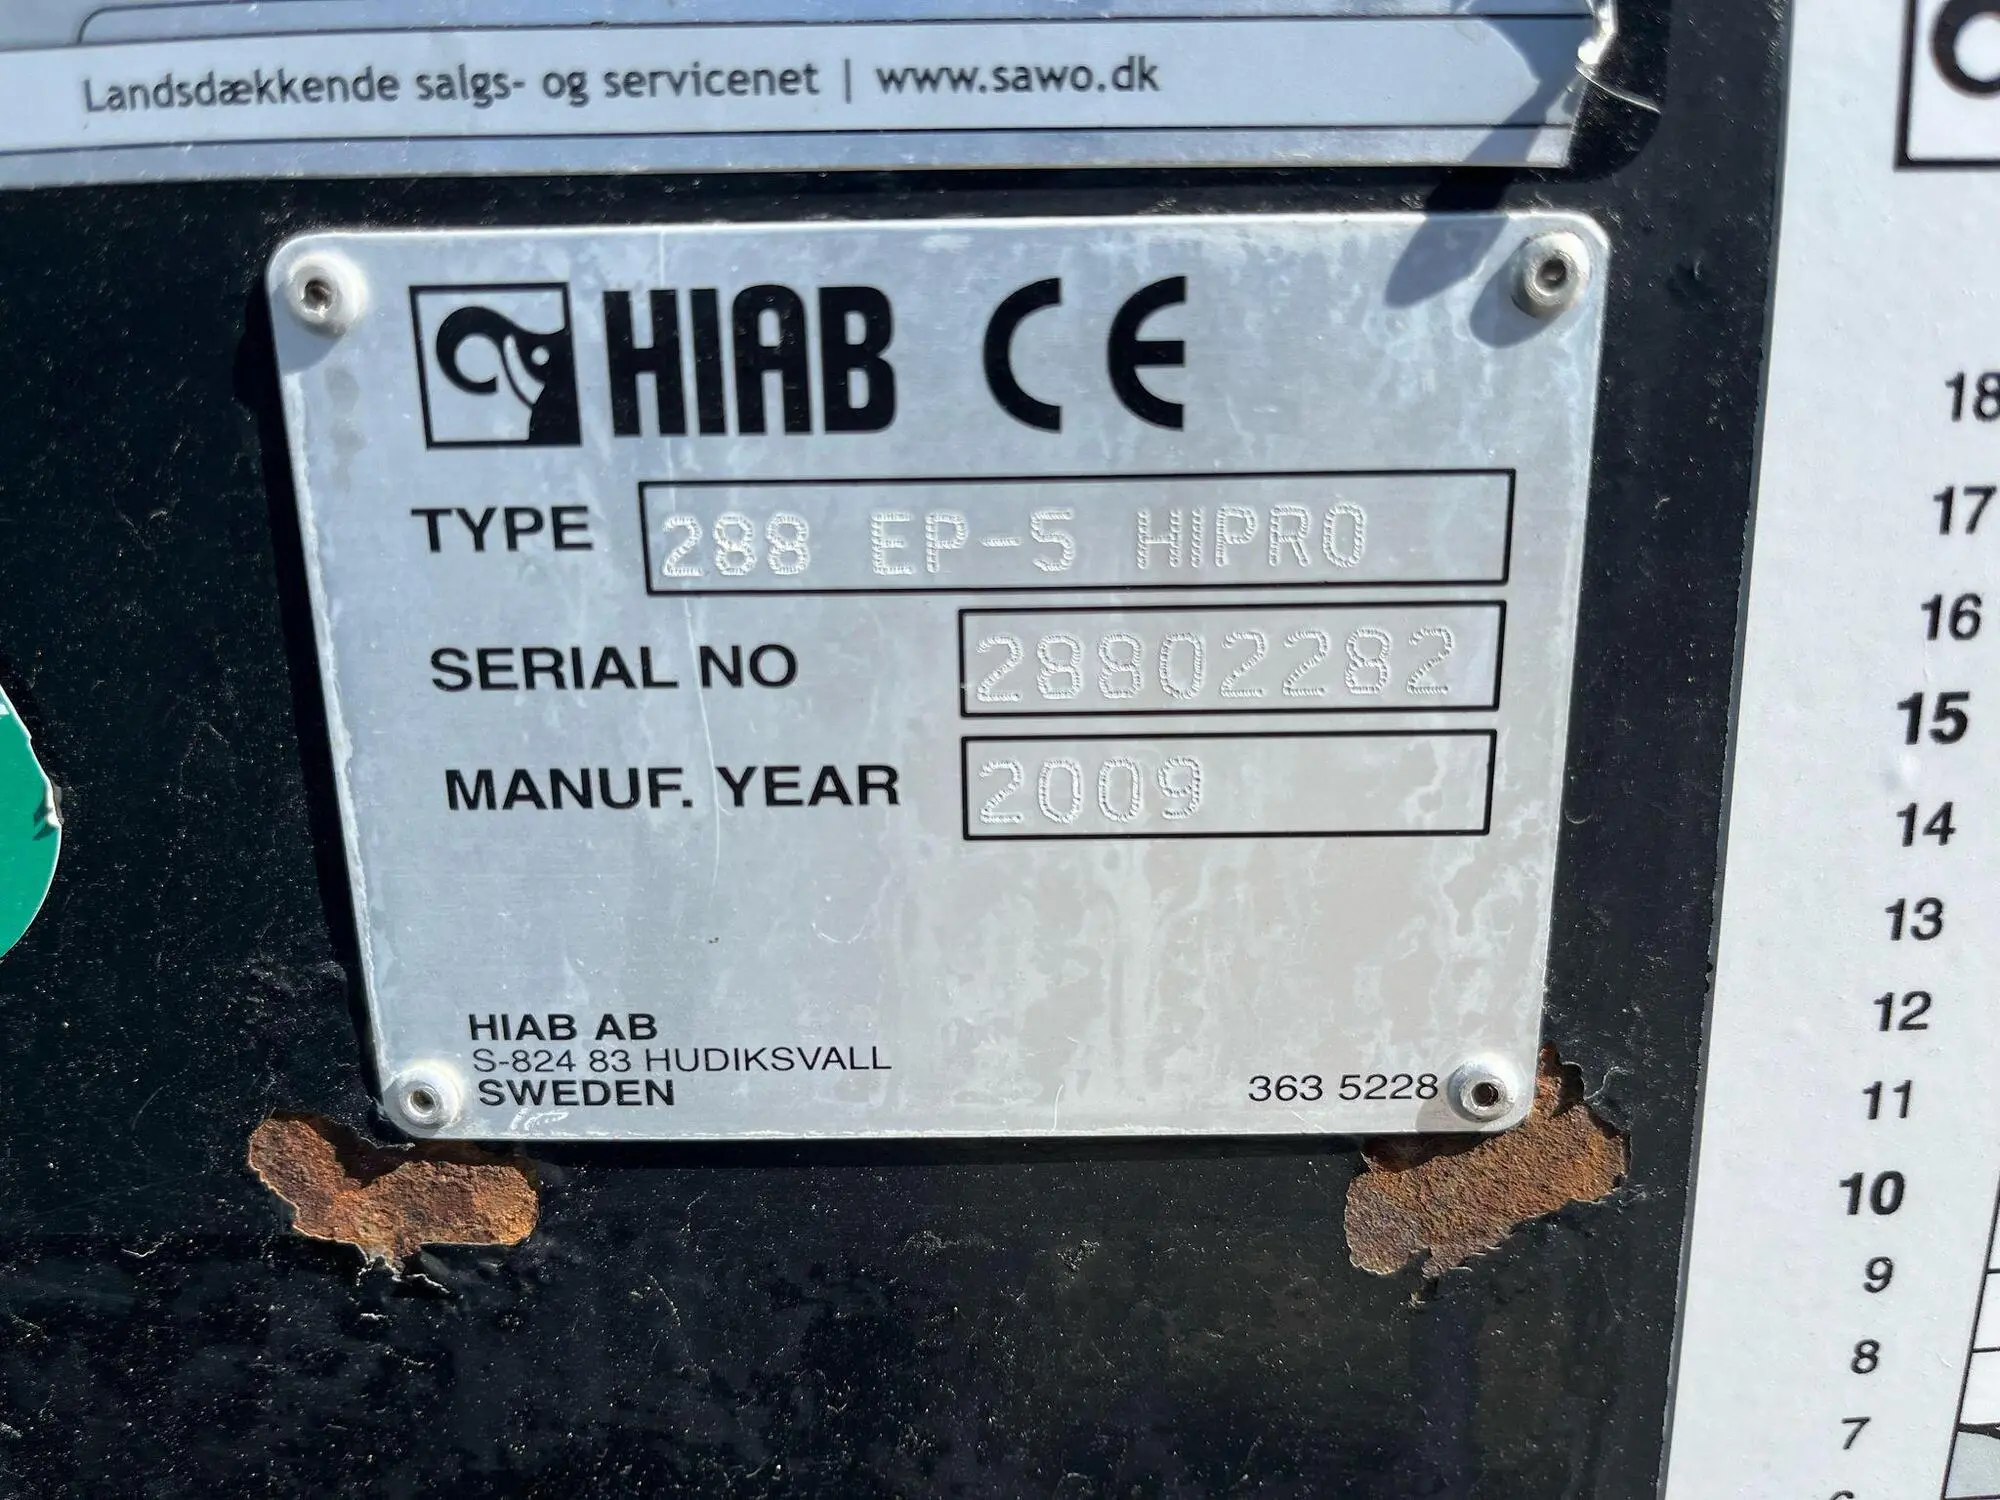 Landsdækkende salgs- og servicenet | www.sawo.dk
HIAB CE
TYPE 288 EP-5 HIPRO
SERIAL NO 28802282
MANUF. YEAR 2009
HIAB AB
S-824 83 HUDIKSVALL
SWEDEN
363 5228
18
17
16
15
14
13
12
11
10
9
8
7